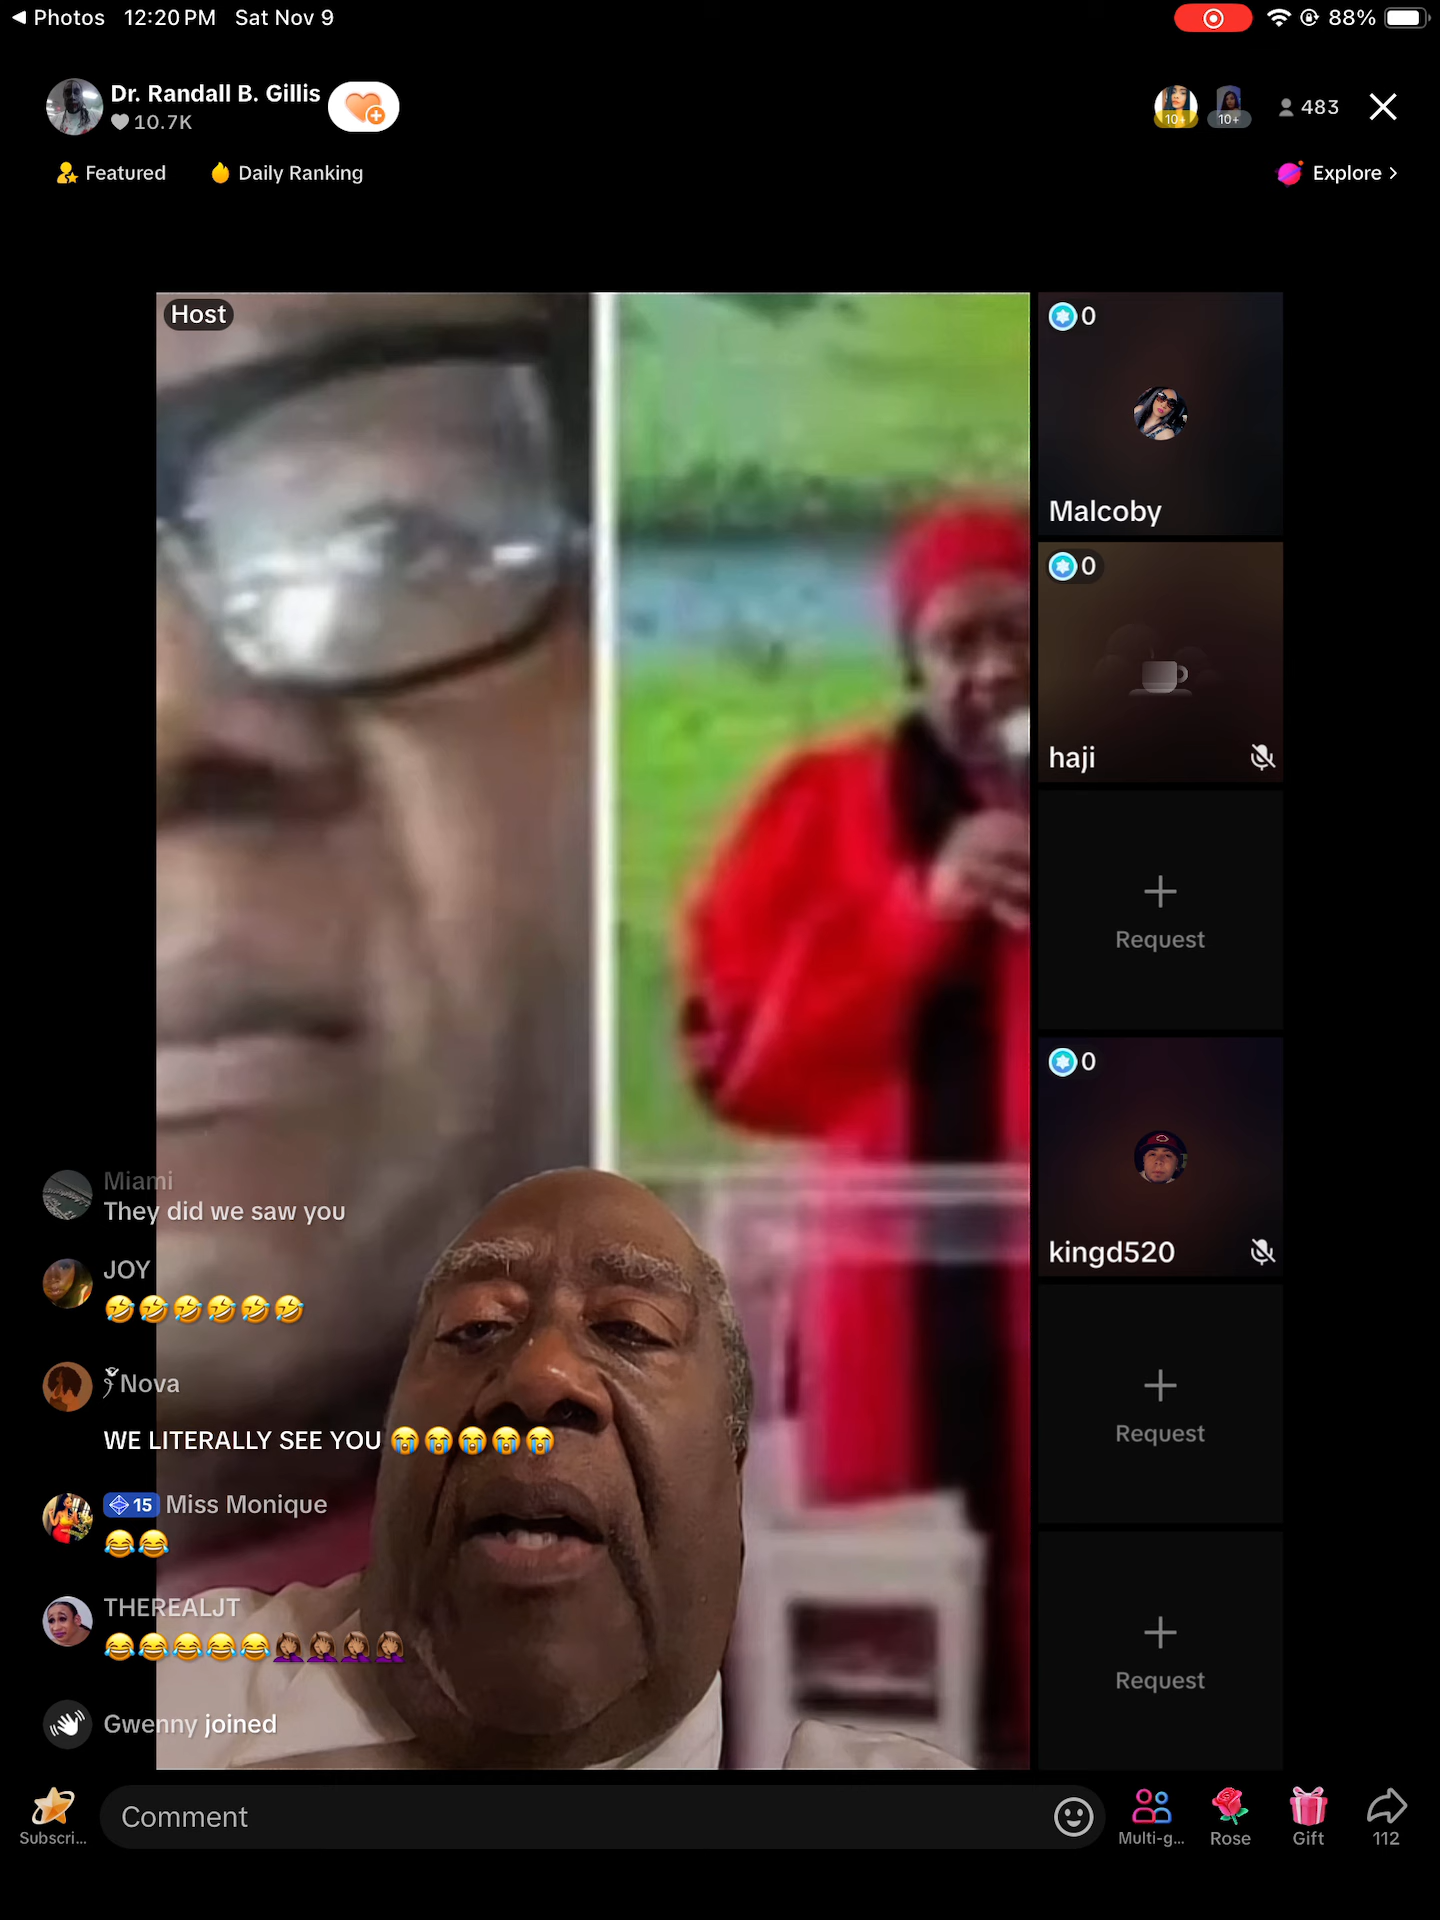 Photos 12:20 PM Sat Nov 9 88%
Dr. Randall B. Gillis
10.7K
10+ 10+ 483
Featured Daily Ranking Explore >
Host
0
Malcoby
0
haji
+
Request
0
kingd520
+
Request
+
Request
Miami
They did we saw you
JOY
🤣🤣🤣🤣🤣🤣
Nova
WE LITERALLY SEE YOU 😭😭😭😭😭
15 Miss Monique
😂😂
THEREALJT
😂😂😂😂😂🤦🏽‍♀️🤦🏽‍♀️🤦🏽‍♀️🤦🏽‍♀️
Gwenny joined
Subscri...
Comment
Multi-g...
Rose
Gift
112